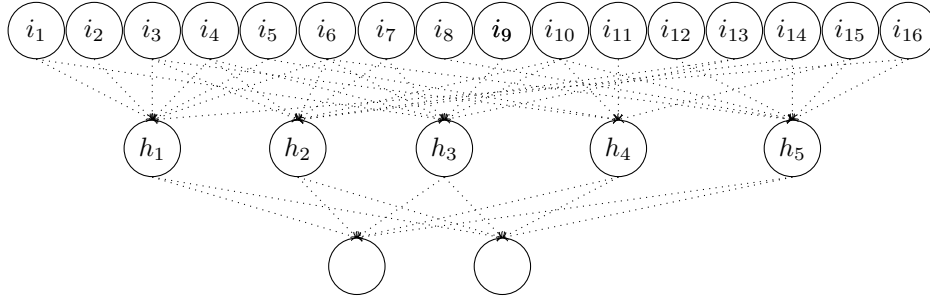 i₁ i₂ i₃ i₄ i₅ i₆ i₇ i₈ i₉ i₁₀ i₁₁ i₁₂ i₁₃ i₁₄ i₁₅ i₁₆
h₁ h₂ h₃ h₄ h₅